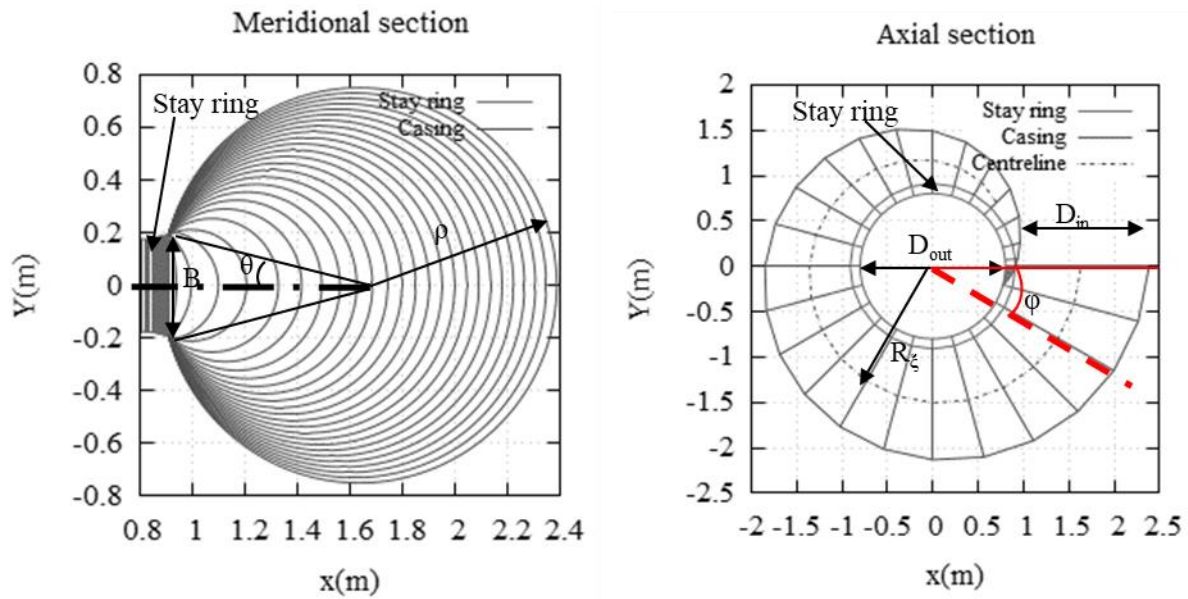 Meridional section
Stay ring
Stay ring
Casing
ρ
θ
B
Y(m)
0.8
0.6
0.4
0.2
0
-0.2
-0.4
-0.6
-0.8
0.8 1 1.2 1.4 1.6 1.8 2 2.2 2.4
x(m)
Axial section
Stay ring
Stay ring
Casing
Centreline
D_in
D_out
φ
R_ξ
Y(m)
2
1.5
1
0.5
0
-0.5
-1
-1.5
-2
-2.5
-2 -1.5 -1 -0.5 0 0.5 1 1.5 2 2.5
x(m)